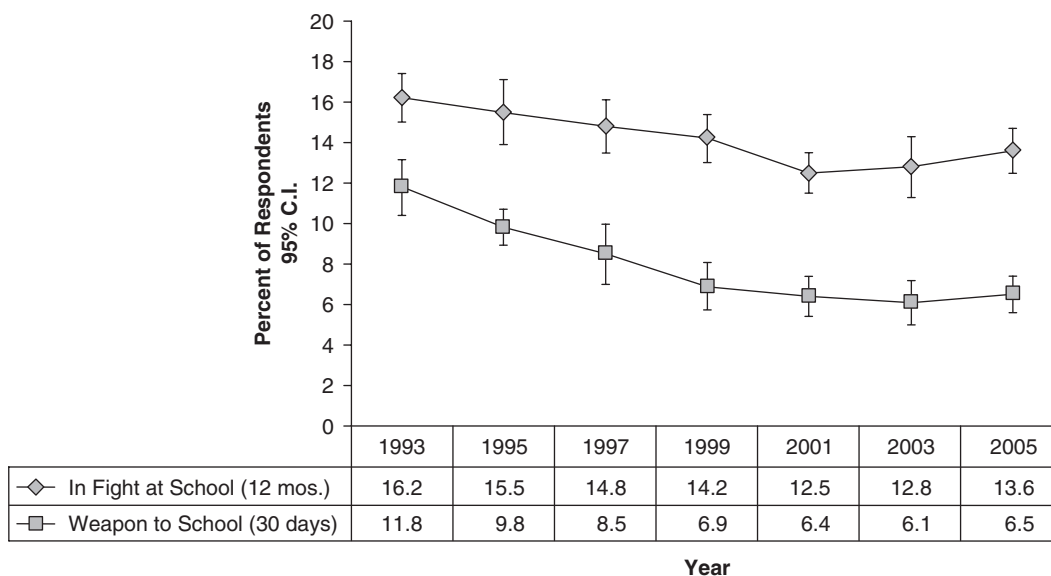 Percent of Respondents
95% C.I.
20
18
16
14
12
10
8
6
4
2
0
1993 1995 1997 1999 2001 2003 2005
In Fight at School (12 mos.) 16.2 15.5 14.8 14.2 12.5 12.8 13.6
Weapon to School (30 days) 11.8 9.8 8.5 6.9 6.4 6.1 6.5
Year